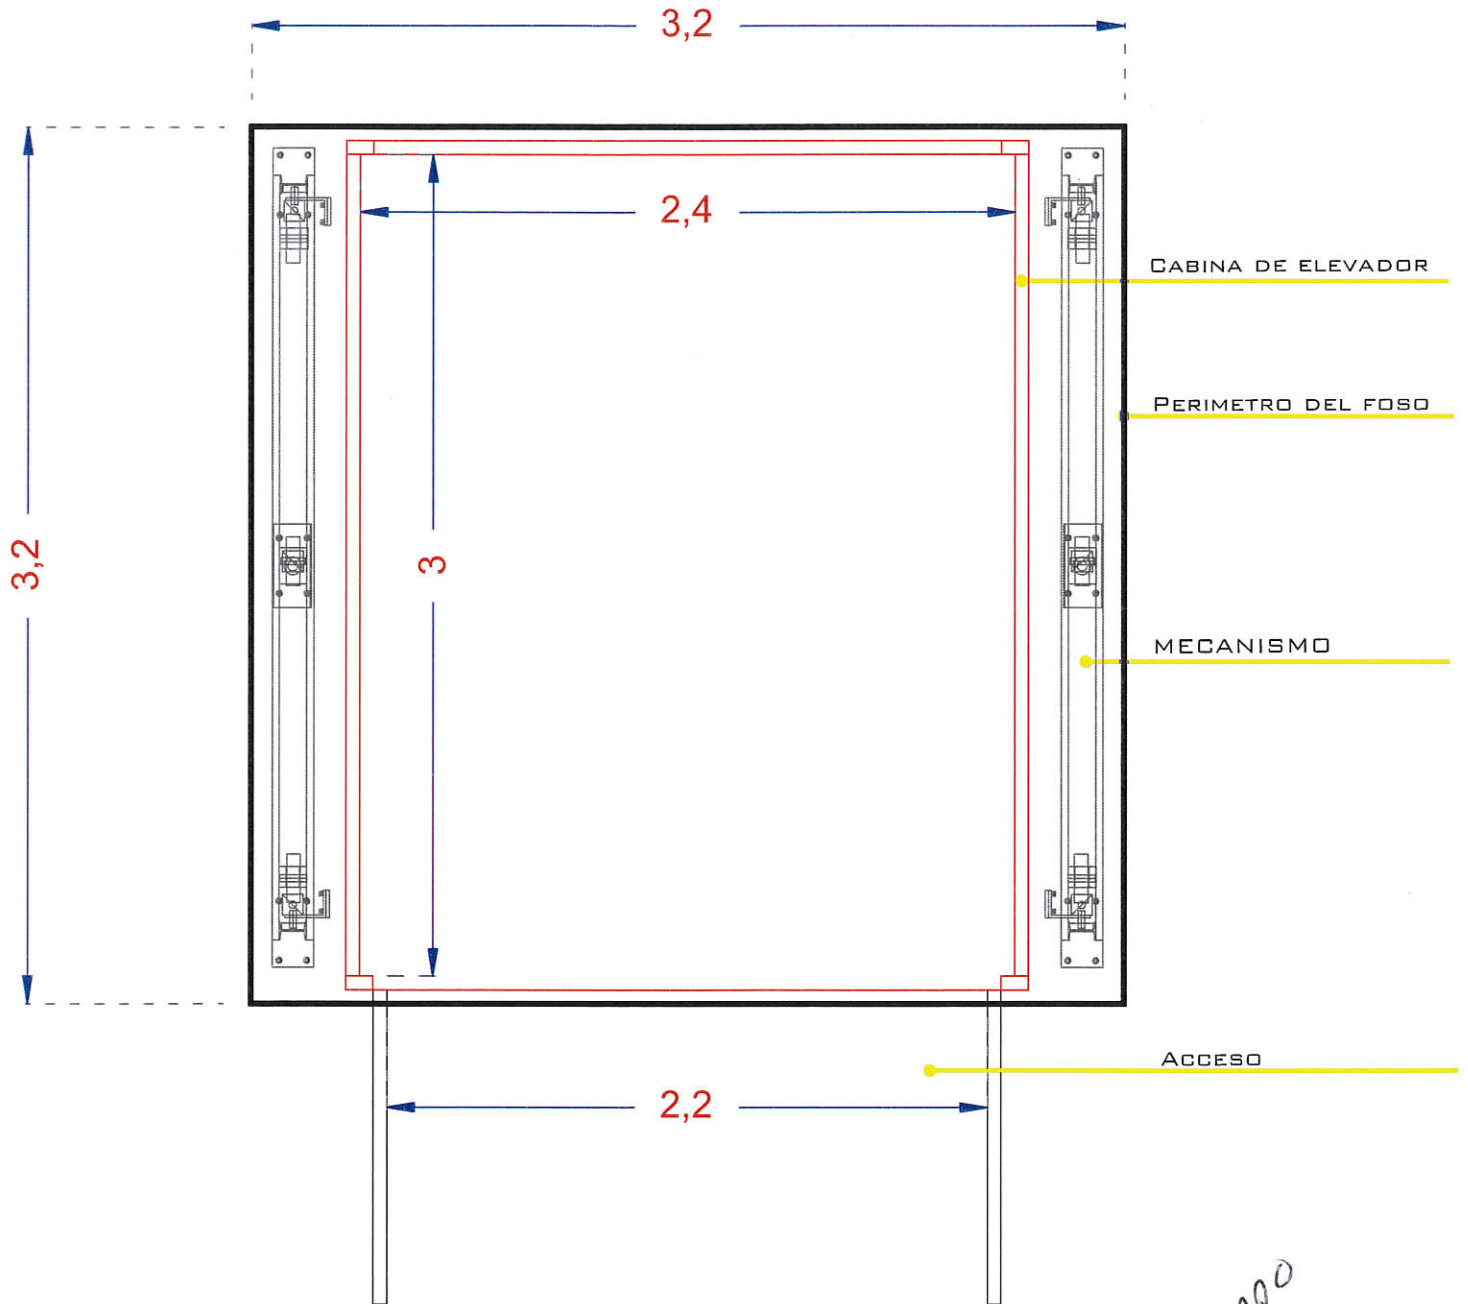 3,2
2,4
CABINA DE ELEVADOR
PERIMETRO DEL FOSO
3,2
3
MECANISMO
ACCESO
2,2